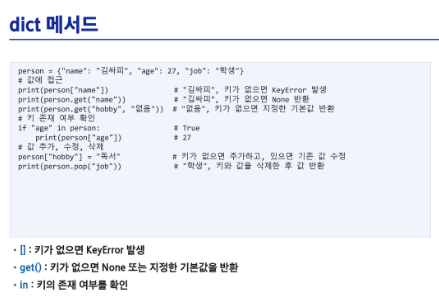 dict 메서드
person = {"name": "김싸피", "age": 27, "job": "학생"}
# 값에 접근
print(person["name"])               # "김싸피", 키가 없으면 KeyError 발생
print(person.get("name"))           # "김싸피", 키가 없으면 None 반환
print(person.get("hobby", "없음"))  # "없음", 키가 없으면 지정한 기본값 반환
# 키 존재 여부 확인
if "age" in person:                 # True
    print(person["age"])            # 27
# 값 추가, 수정, 삭제
person["hobby"] = "독서"            # 키가 없으면 추가하고, 있으면 기존 값 수정
print(person.pop("job"))            # "학생", 키와 값을 삭제한 후 값 반환
• [] : 키가 없으면 KeyError 발생
• get() : 키가 없으면 None 또는 지정한 기본값을 반환
• in : 키의 존재 여부를 확인